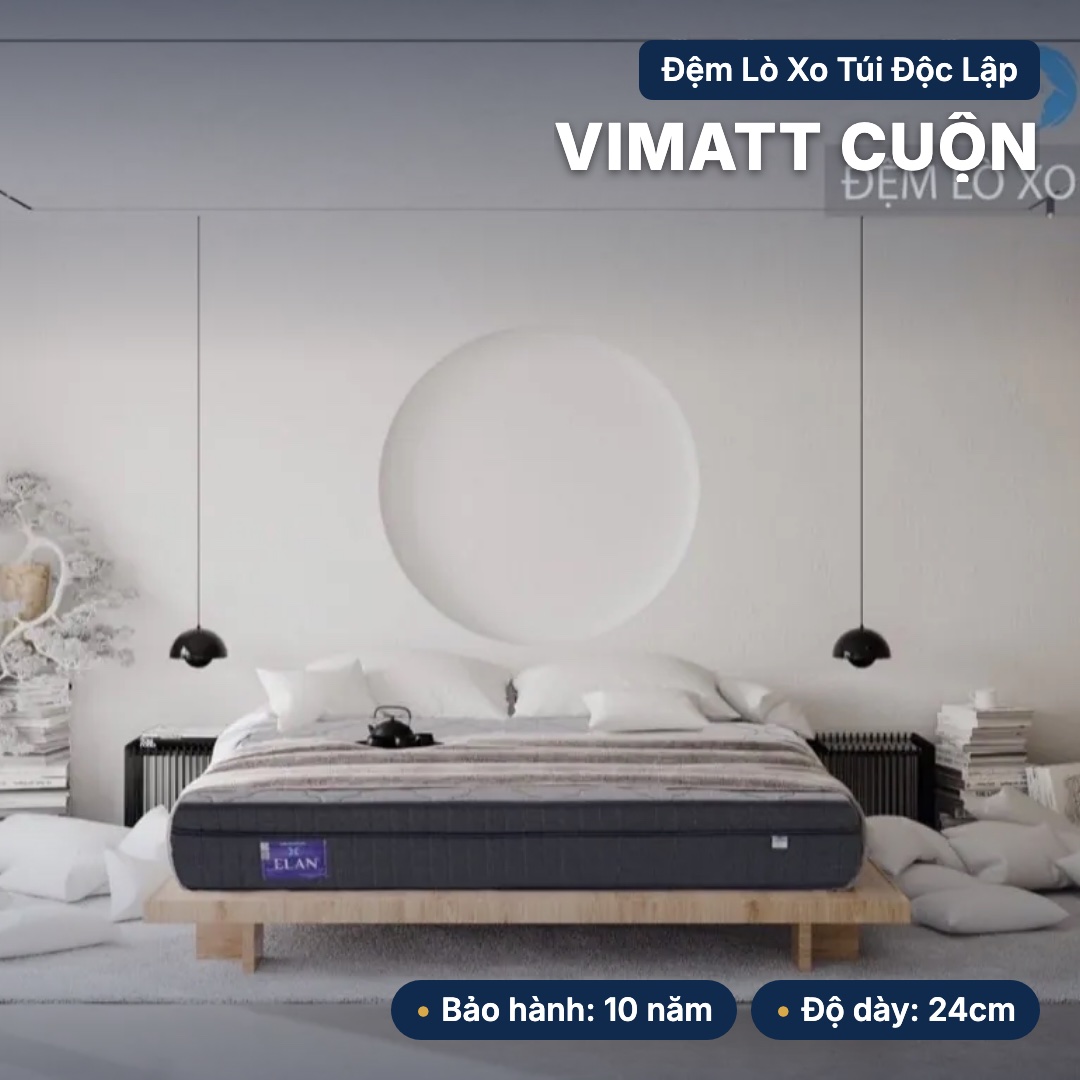 Đệm Lò Xo Túi Độc Lập
VIMATT CUỘN
ĐỆM LÒ XO
ELAN
Bảo hành: 10 năm
Độ dày: 24cm